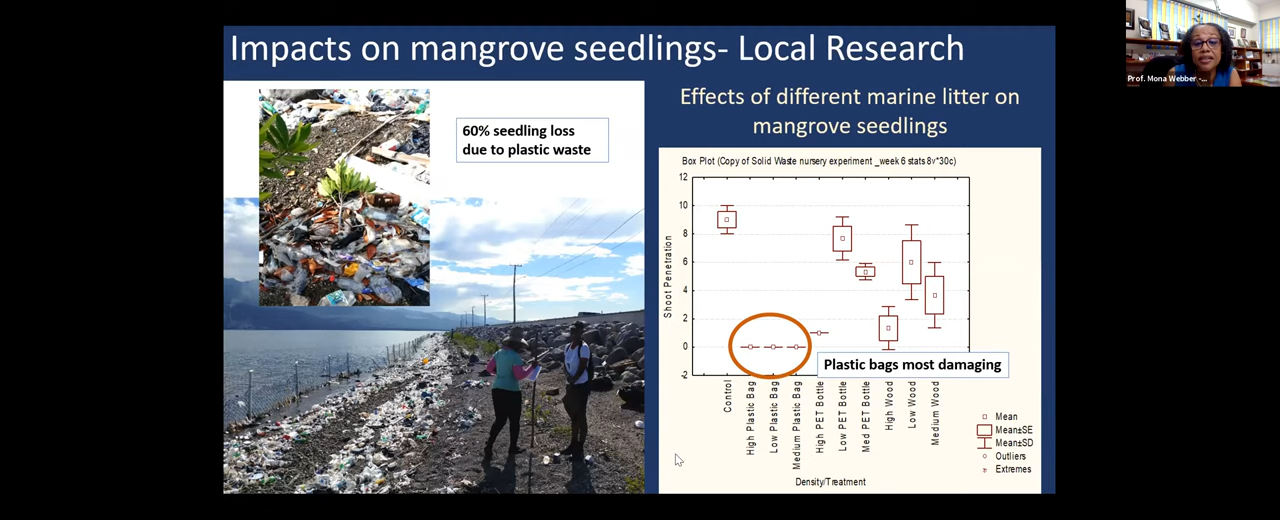 Impacts on mangrove seedlings- Local Research
Prof. Mona Webber -...
60% seedling loss
due to plastic waste
Effects of different marine litter on
mangrove seedlings
Box Plot (Copy of Solid Waste nursery experiment _week 6 stats 8v*30c)
12
10
8
6
4
2
0
-2
Shoot Penetration
Plastic bags most damaging
Control
High Plastic Bag
Low Plastic Bag
Medium Plastic Bag
High PET Bottle
Low PET Bottle
Med PET Bottle
High Wood
Low Wood
Medium Wood
Density/Treatment
Mean
Mean±SE
Mean±SD
Outliers
Extremes